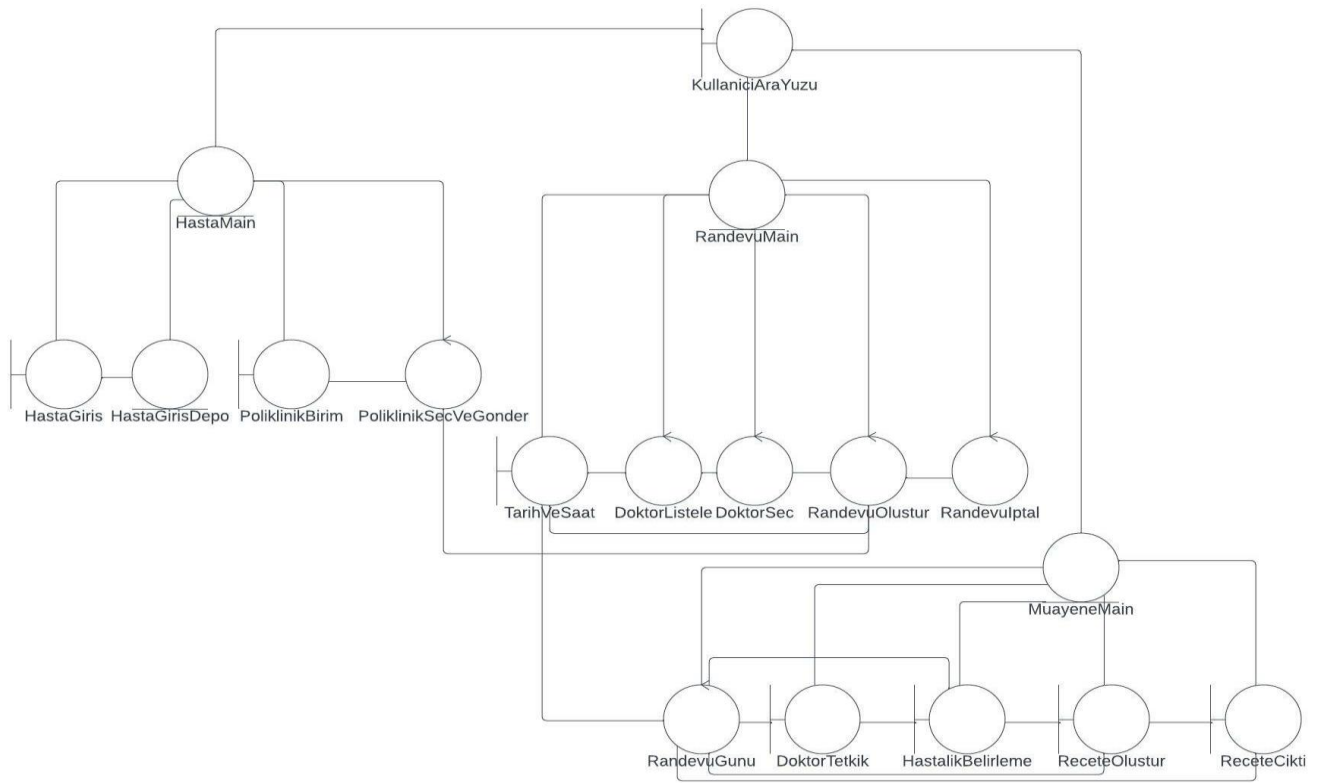 KullaniciAraYuzu
HastaMain
RandevuMain
HastaGiris HastaGirisDepo PoliklinikBirim PoliklinikSecVeGonder
TarihVeSaat DoktorListele DoktorSec RandevuOlustur RandevuIptal
MuayeneMain
RandevuGunu DoktorTetkik HastalikBelirleme ReceteOlustur ReceteCikti